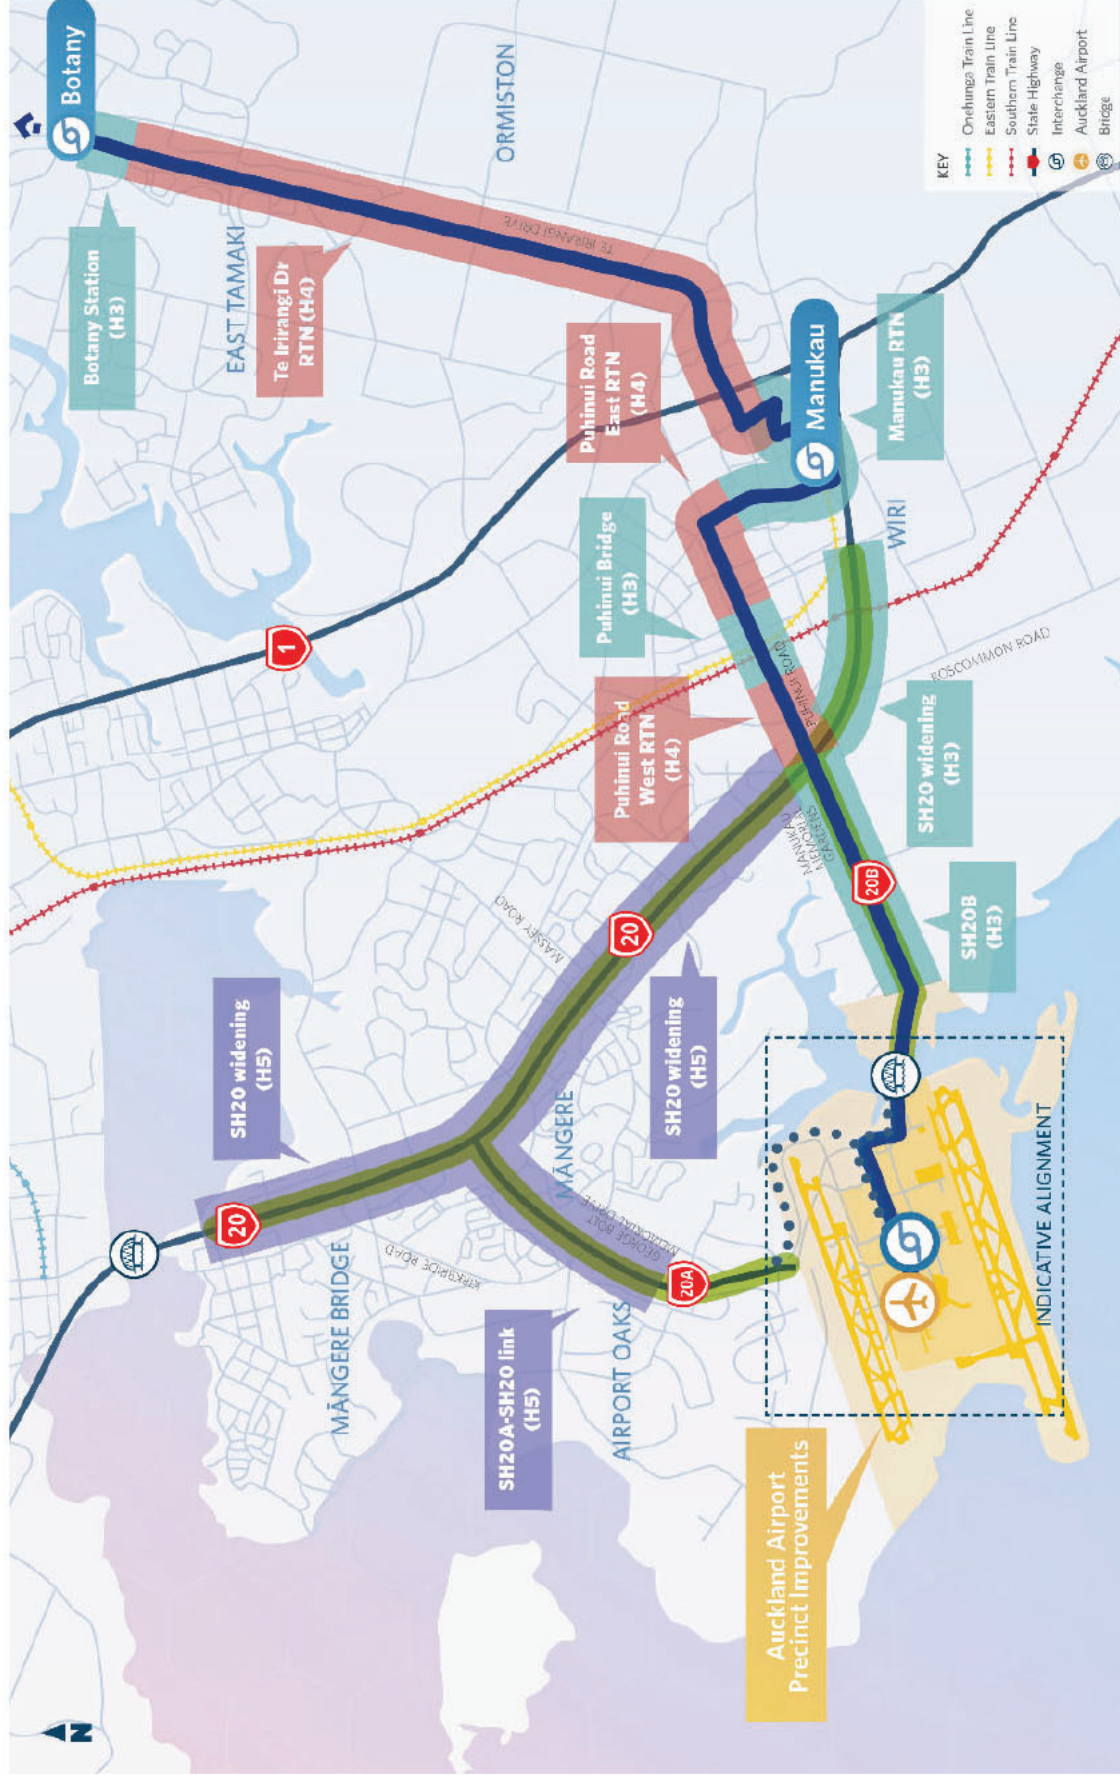 Botany
ORMISTON
Botany Station
(H3)
EAST TAMAKI
Te Irirangi Dr
RTN (H4)
TE IRIRANGI DRIVE
Puhinui Road
East RTN
(H4)
Manukau
Manukau RTN
(H3)
Puhinui Bridge
(H3)
WIRI
1
Puhinui Road
West RTN
(H4)
PUHINUI ROAD
ROSCOMMON ROAD
SH20 widening
(H3)
MANUKAU
MEMORIAL
GARDENS
20B
SH20B
(H3)
MASSEY ROAD
20
SH20 widening
(H5)
SH20 widening
(H5)
MĀNGERE
20
GEORGE BOLT
MEMORIAL DRIVE
KIRKBRIDE ROAD
20A
MĀNGERE BRIDGE
AIRPORT OAKS
SH20A-SH20 link
(H5)
INDICATIVE ALIGNMENT
Auckland Airport
Precinct Improvements
N
KEY
Onehunga Train Line
Eastern Train Line
Southern Train Line
State Highway
Interchange
Auckland Airport
Bridge